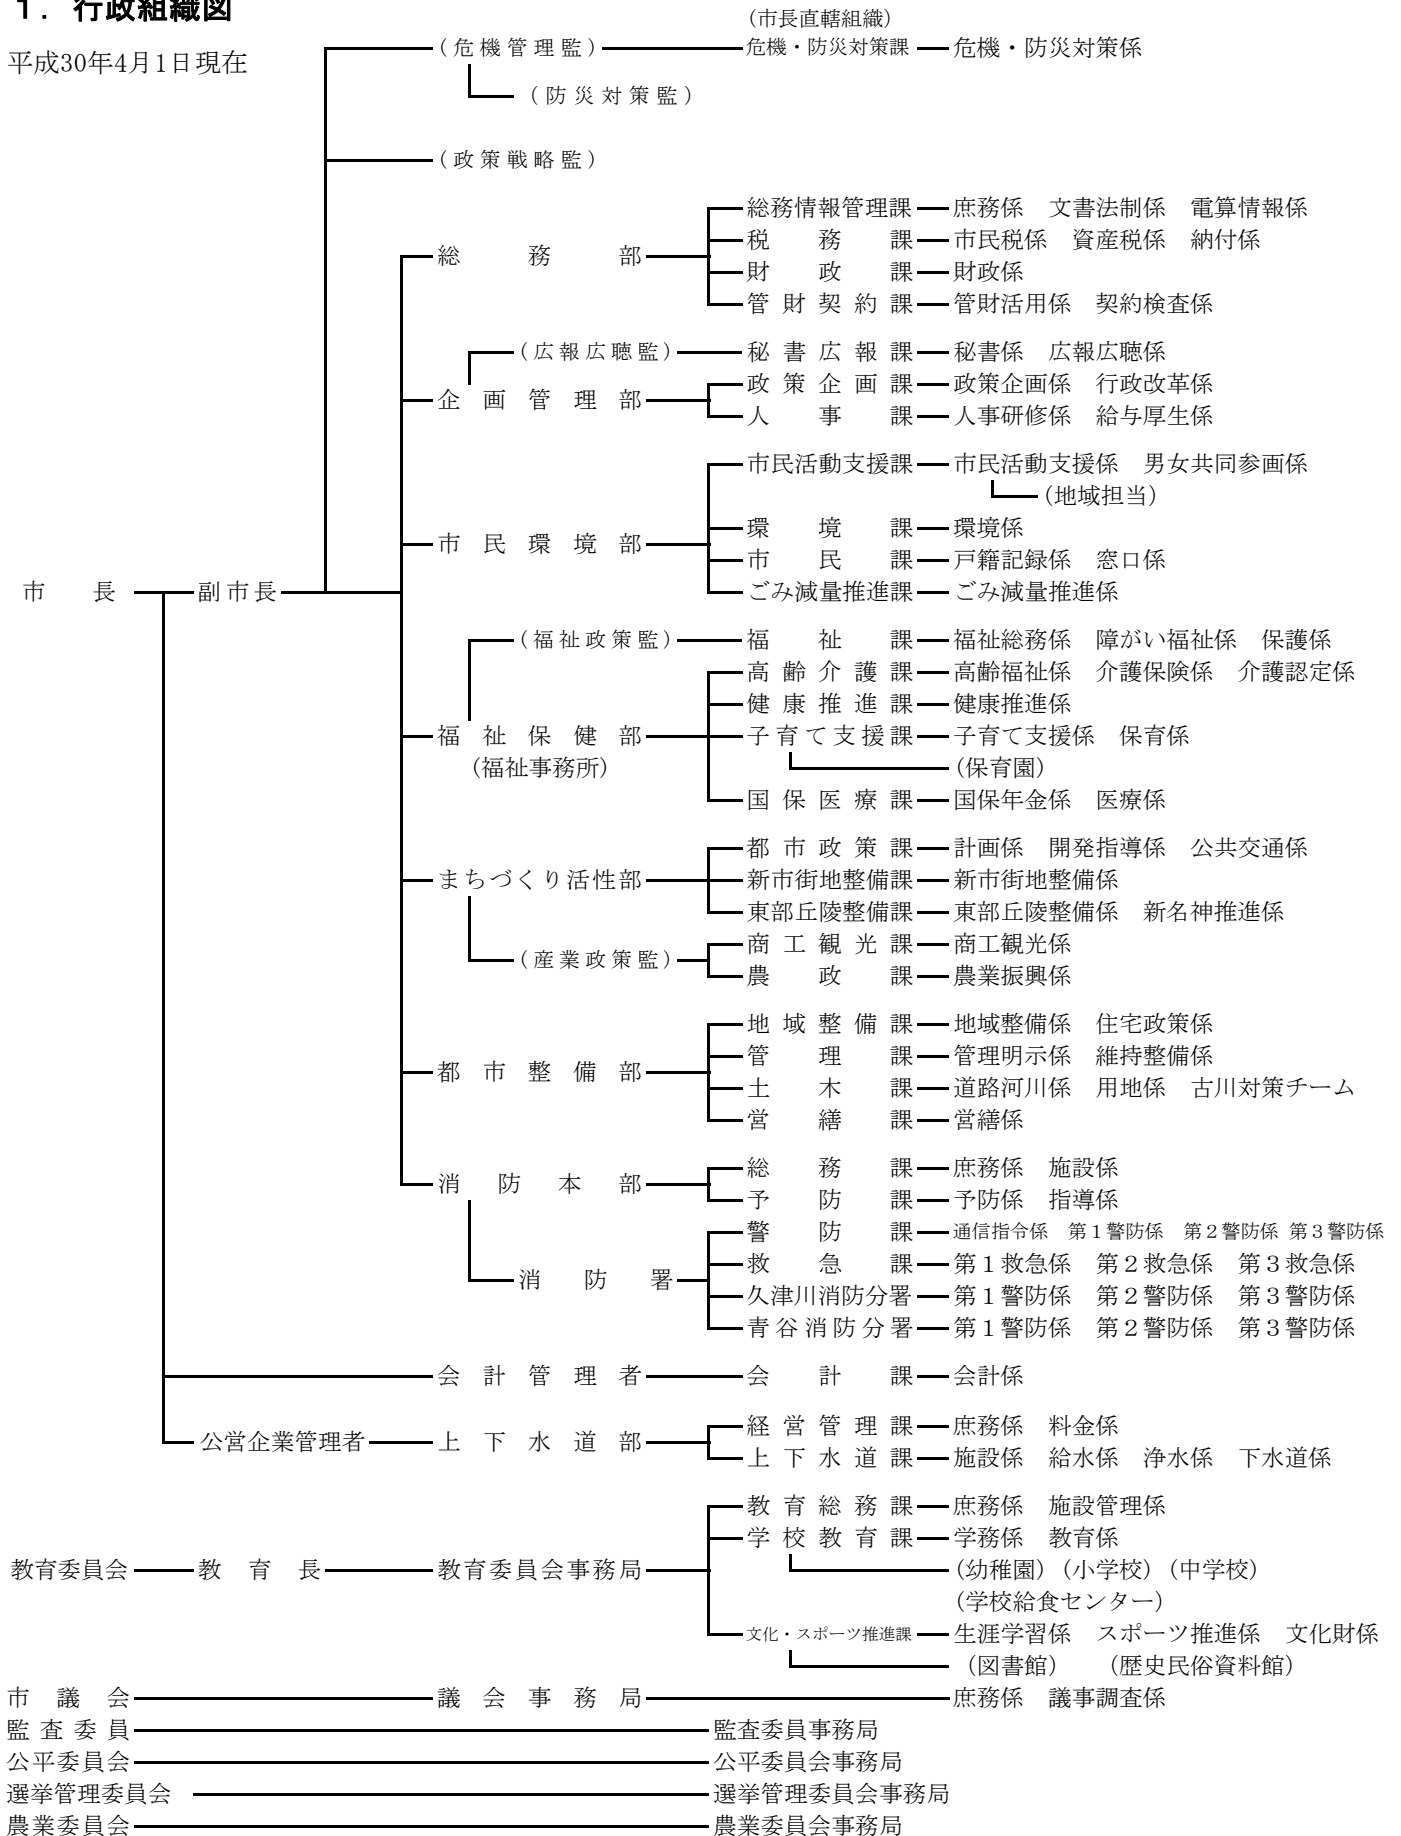 １．行政組織図
平成30年4月1日現在
（市長直轄組織）
（危機管理監） 危機・防災対策課 危機・防災対策係
（防災対策監）
（政策戦略監）
総務情報管理課 庶務係 文書法制係 電算情報係
税務課 市民税係 資産税係 納付係
総務部
財政課 財政係
管財契約課 管財活用係 契約検査係
（広報広聴監） 秘書広報課 秘書係 広報広聴係
政策企画課 政策企画係 行政改革係
企画管理部
人事課 人事研修係 給与厚生係
市民活動支援課 市民活動支援係 男女共同参画係
（地域担当）
環境課 環境係
市民環境部
市民課 戸籍記録係 窓口係
市長 副市長 ごみ減量推進課 ごみ減量推進係
（福祉政策監） 福祉課 福祉総務係 障がい福祉係 保護係
高齢介護課 高齢福祉係 介護保険係 介護認定係
健康推進課 健康推進係
福祉保健部 子育て支援課 子育て支援係 保育係
（福祉事務所） （保育園）
国保医療課 国保年金係 医療係
都市政策課 計画係 開発指導係 公共交通係
まちづくり活性部 新市街地整備課 新市街地整備係
東部丘陵整備課 東部丘陵整備係 新名神推進係
商工観光課 商工観光係
（産業政策監）
農政課 農業振興係
地域整備課 地域整備係 住宅政策係
管理課 管理明示係 維持整備係
都市整備部
土木課 道路河川係 用地係 古川対策チーム
営繕課 営繕係
総務課 庶務係 施設係
消防本部
予防課 予防係 指導係
警防課 通信指令係 第１警防係 第２警防係 第３警防係
救急課 第１救急係 第２救急係 第３救急係
消防署
久津川消防分署 第１警防係 第２警防係 第３警防係
青谷消防分署 第１警防係 第２警防係 第３警防係
会計管理者 会計課 会計係
経営管理課 庶務係 料金係
公営企業管理者 上下水道部
上下水道課 施設係 給水係 浄水係 下水道係
教育総務課 庶務係 施設管理係
学校教育課 学務係 教育係
教育委員会 教育長 教育委員会事務局 （幼稚園）（小学校）（中学校）
（学校給食センター）
文化・スポーツ推進課 生涯学習係 スポーツ推進係 文化財係
（図書館） （歴史民俗資料館）
市議会 議会事務局 庶務係 議事調査係
監査委員 監査委員事務局
公平委員会 公平委員会事務局
選挙管理委員会 選挙管理委員会事務局
農業委員会 農業委員会事務局